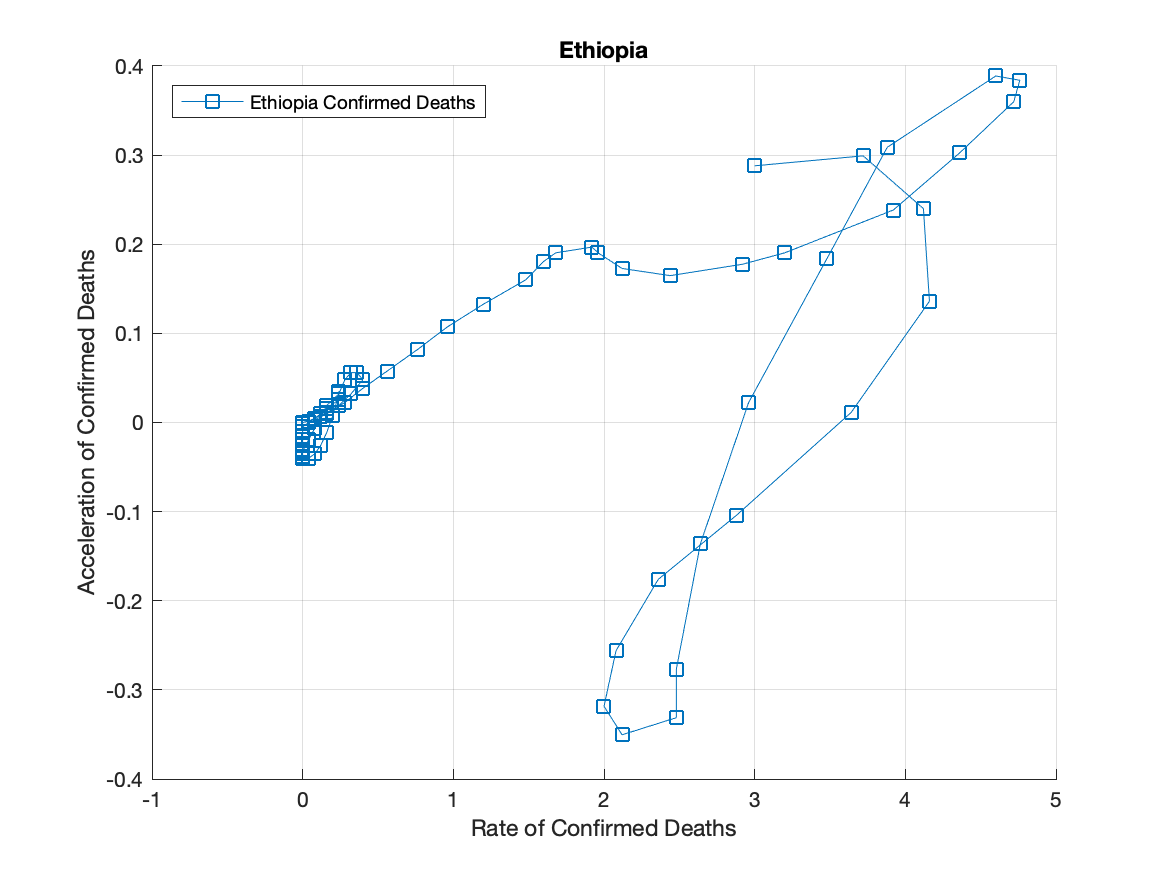 Ethiopia
Ethiopia Confirmed Deaths
Acceleration of Confirmed Deaths
0.4
0.3
0.2
0.1
0
-0.1
-0.2
-0.3
-0.4
-1 0 1 2 3 4 5
Rate of Confirmed Deaths